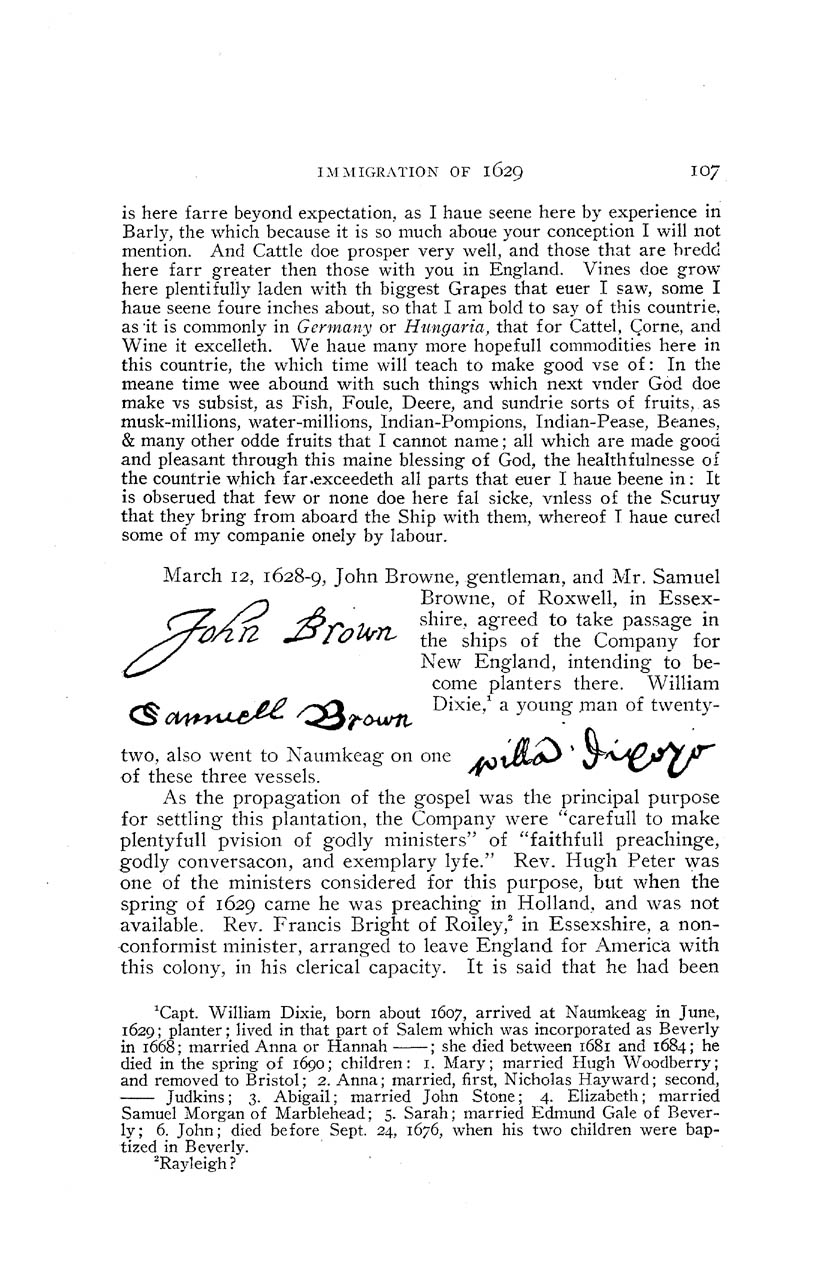 IMMIGRATION OF 1629 107
is here farre beyond expectation, as I haue seene here by experience in
Barly, the which because it is so much aboue your conception I will not
mention. And Cattle doe prosper very well, and those that are bredd
here farr greater then those with you in England. Vines doe grow
here plentifully laden with th biggest Grapes that euer I saw, some I
haue seene foure inches about, so that I am bold to say of this countrie,
as it is commonly in Germany or Hungaria, that for Cattel, Corne, and
Wine it excelleth. We haue many more hopefull commodities here in
this countrie, the which time will teach to make good vse of: In the
meane time wee abound with such things which next vnder God doe
make vs subsist, as Fish, Foule, Deere, and sundrie sorts of fruits, as
musk-millions, water-millions, Indian-Pompions, Indian-Pease, Beanes,
& many other odde fruits that I cannot name; all which are made good
and pleasant through this maine blessing of God, the healthfulnesse of
the countrie which far exceedeth all parts that euer I haue beene in: It
is obserued that few or none doe here fal sicke, vnless of the Scuruy
that they bring from aboard the Ship with them, whereof I haue cured
some of my companie onely by labour.
March 12, 1628-9, John Browne, gentleman, and Mr. Samuel
Browne, of Roxwell, in Essex-
shire, agreed to take passage in
John Brown the ships of the Company for
New England, intending to be-
come planters there. William
Samuell Brown Dixie,¹ a young man of twenty-
two, also went to Naumkeag on one
of these three vessels.
As the propagation of the gospel was the principal purpose
for settling this plantation, the Company were "carefull to make
plentyfull pvision of godly ministers" of "faithfull preachinge,
godly conversacon, and exemplary lyfe." Rev. Hugh Peter was
one of the ministers considered for this purpose, but when the
spring of 1629 came he was preaching in Holland, and was not
available. Rev. Francis Bright of Roiley,² in Essexshire, a non-
conformist minister, arranged to leave England for America with
this colony, in his clerical capacity. It is said that he had been
¹Capt. William Dixie, born about 1607, arrived at Naumkeag in June,
1629; planter; lived in that part of Salem which was incorporated as Beverly
in 1668; married Anna or Hannah ——; she died between 1681 and 1684; he
died in the spring of 1690; children: 1. Mary; married Hugh Woodberry;
and removed to Bristol; 2. Anna; married, first, Nicholas Hayward; second,
—— Judkins; 3. Abigail; married John Stone; 4. Elizabeth; married
Samuel Morgan of Marblehead; 5. Sarah; married Edmund Gale of Bever-
ly; 6. John; died before Sept. 24, 1676, when his two children were bap-
tized in Beverly.
²Rayleigh?